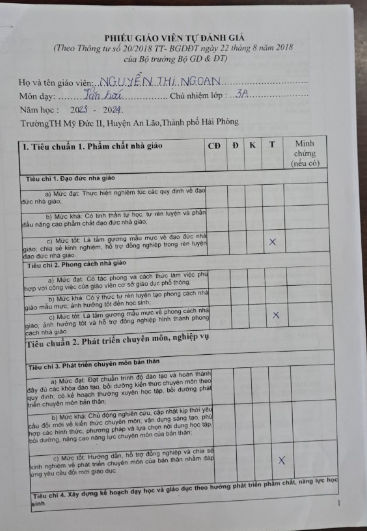 PHIẾU GIÁO VIÊN TỰ ĐÁNH GIÁ
(Theo Thông tư số 20/2018 TT- BGDĐT ngày 22 tháng 8 năm 2018
của Bộ trưởng Bộ GD & ĐT)
Họ và tên giáo viên: NGUYỄN THỊ NGOAN
Môn dạy: Văn hoá Chủ nhiệm lớp: 3A
Năm học: 2023 - 2024
TrườngTH Mỹ Đức II, Huyện An Lão,Thành phố Hải Phòng
1. Tiêu chuẩn 1. Phẩm chất nhà giáo CĐ Đ K T Minh
chứng
(nếu có)
Tiêu chí 1. Đạo đức nhà giáo
a) Mức đạt: Thực hiện nghiêm túc các quy định về đạo
đức nhà giáo;
b) Mức khá: Có tinh thần tự học, tự rèn luyện và phấn
đấu nâng cao phẩm chất đạo đức nhà giáo;
c) Mức tốt: Là tấm gương mẫu mực về đạo đức nhà
giáo; chia sẻ kinh nghiệm, hỗ trợ đồng nghiệp trong rèn luyện
đạo đức nhà giáo. X
Tiêu chí 2. Phong cách nhà giáo
a) Mức đạt: Có tác phong và cách thức làm việc phù
hợp với công việc của giáo viên cơ sở giáo dục phổ thông;
b) Mức khá: Có ý thức tự rèn luyện tạo phong cách nhà
giáo mẫu mực; ảnh hưởng tốt đến học sinh;
c) Mức tốt: Là tấm gương mẫu mực về phong cách nhà
giáo; ảnh hưởng tốt và hỗ trợ đồng nghiệp hình thành phong
cách nhà giáo. X
Tiêu chuẩn 2. Phát triển chuyên môn, nghiệp vụ
Tiêu chí 3. Phát triển chuyên môn bản thân
a) Mức đạt: Đạt chuẩn trình độ đào tạo và hoàn thành
đầy đủ các khóa đào tạo, bồi dưỡng kiến thức chuyên môn theo
quy định; có kế hoạch thường xuyên học tập, bồi dưỡng phát
triển chuyên môn bản thân;
b) Mức khá: Chủ động nghiên cứu, cập nhật kịp thời yêu
cầu đổi mới về kiến thức chuyên môn; vận dụng sáng tạo, phù
hợp các hình thức, phương pháp và lựa chọn nội dung học tập,
bồi dưỡng, nâng cao năng lực chuyên môn của bản thân;
c) Mức tốt: Hướng dẫn, hỗ trợ đồng nghiệp và chia sẻ
kinh nghiệm về phát triển chuyên môn của bản thân nhằm đáp
ứng yêu cầu đổi mới giáo dục. X
Tiêu chí 4. Xây dựng kế hoạch dạy học và giáo dục theo hướng phát triển phẩm chất, năng lực học
sinh
1